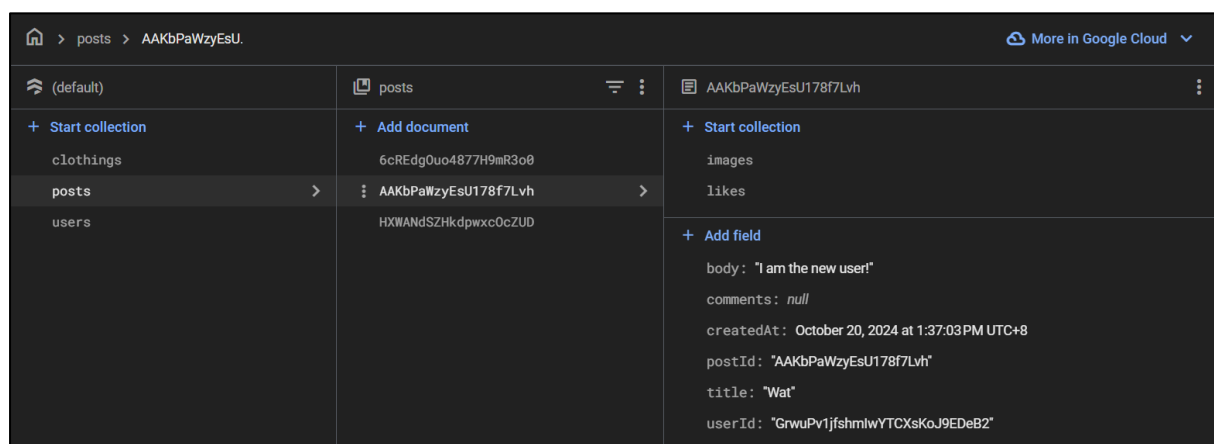 > posts > AAKbPaWzyEsU.
More in Google Cloud
(default)
posts
AAKbPaWzyEsU178f7Lvh
+ Start collection
+ Add document
+ Start collection
clothings
6cREdgOuo4877H9mR3o0
images
posts
AAKbPaWzyEsU178f7Lvh
likes
users
HXWANdSZHkdpwxcOcZUD
+ Add field
body: "I am the new user!"
comments: null
createdAt: October 20, 2024 at 1:37:03 PM UTC+8
postId: "AAKbPaWzyEsU178f7Lvh"
title: "Wat"
userId: "GrwuPv1jfshmIwYTCXsKoJ9EDeB2"